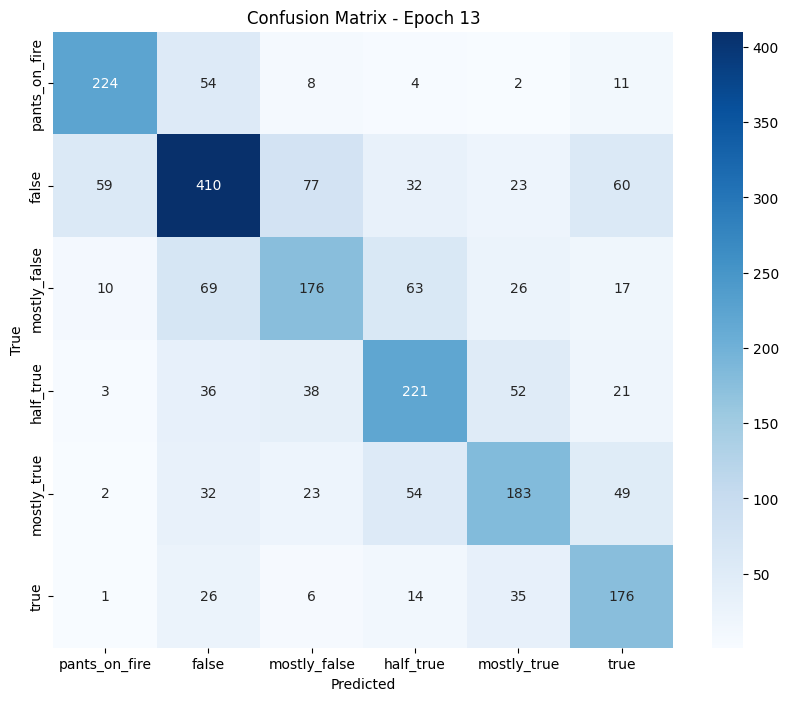 Confusion Matrix - Epoch 13
True
pants_on_fire 224 54 8 4 2 11
false 59 410 77 32 23 60
mostly_false 10 69 176 63 26 17
half_true 3 36 38 221 52 21
mostly_true 2 32 23 54 183 49
true 1 26 6 14 35 176
pants_on_fire false mostly_false half_true mostly_true true
Predicted
400
350
300
250
200
150
100
50